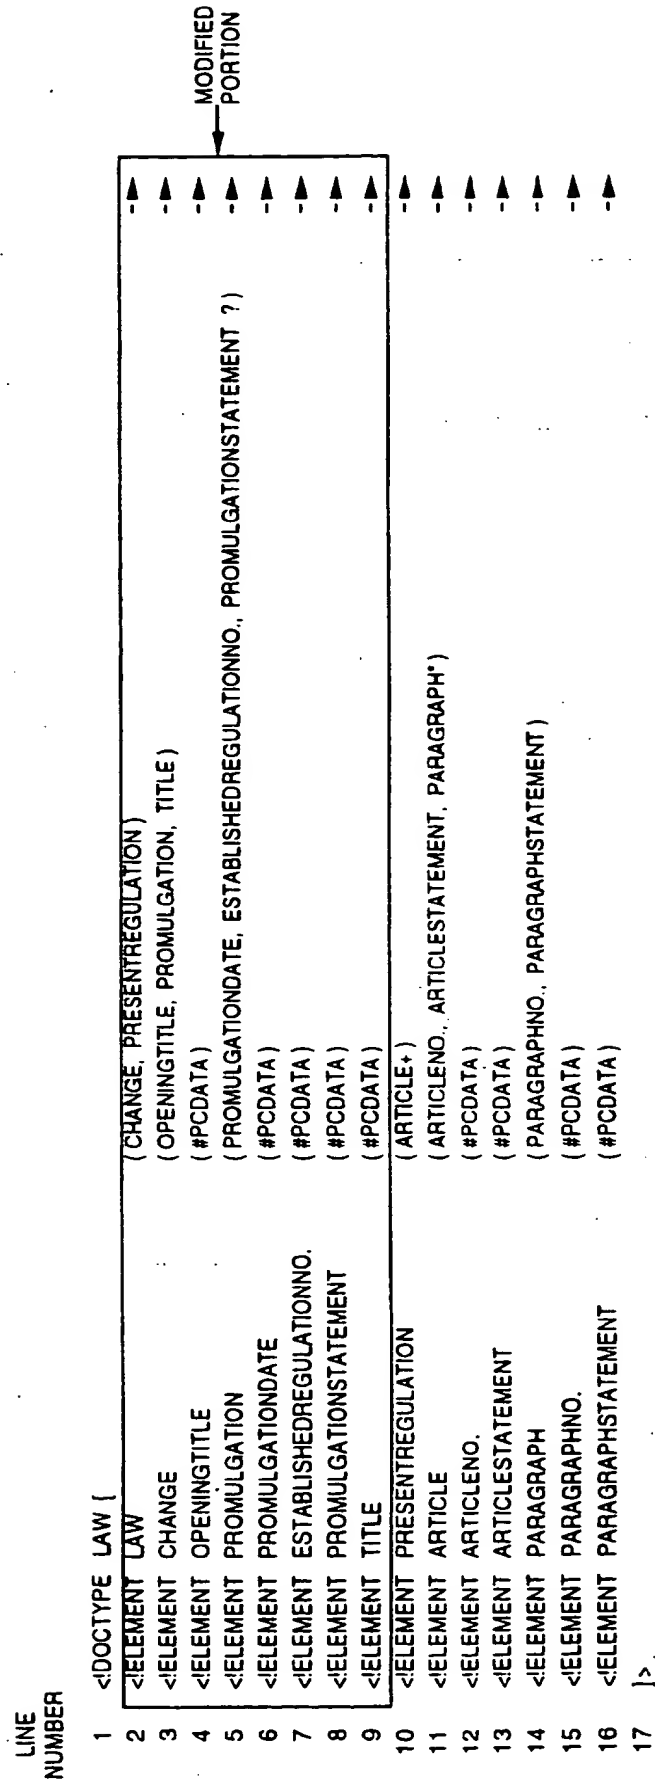 LINE
NUMBER
1 <!DOCTYPE LAW [
2 <!ELEMENT LAW (CHANGE, PRESENTREGULATION) - >
3 <!ELEMENT CHANGE (OPENINGTITLE, PROMULGATION, TITLE) - >
4 <!ELEMENT OPENINGTITLE (#PCDATA) - >
5 <!ELEMENT PROMULGATION (PROMULGATIONDATE, ESTABLISHEDREGULATIONNO., PROMULGATIONSTATEMENT ?) - >
6 <!ELEMENT PROMULGATIONDATE (#PCDATA) - >
7 <!ELEMENT ESTABLISHEDREGULATIONNO. (#PCDATA) - >
8 <!ELEMENT PROMULGATIONSTATEMENT (#PCDATA) - >
9 <!ELEMENT TITLE (#PCDATA) - >
10 <!ELEMENT PRESENTREGULATION (ARTICLE+) - >
11 <!ELEMENT ARTICLE (ARTICLENO., ARTICLESTATEMENT, PARAGRAPH*) - >
12 <!ELEMENT ARTICLENO. (#PCDATA) - >
13 <!ELEMENT ARTICLESTATEMENT (#PCDATA) - >
14 <!ELEMENT PARAGRAPH (PARAGRAPHNO., PARAGRAPHSTATEMENT) - >
15 <!ELEMENT PARAGRAPHNO. (#PCDATA) - >
16 <!ELEMENT PARAGRAPHSTATEMENT (#PCDATA) - >
17 ]>
MODIFIED
PORTION